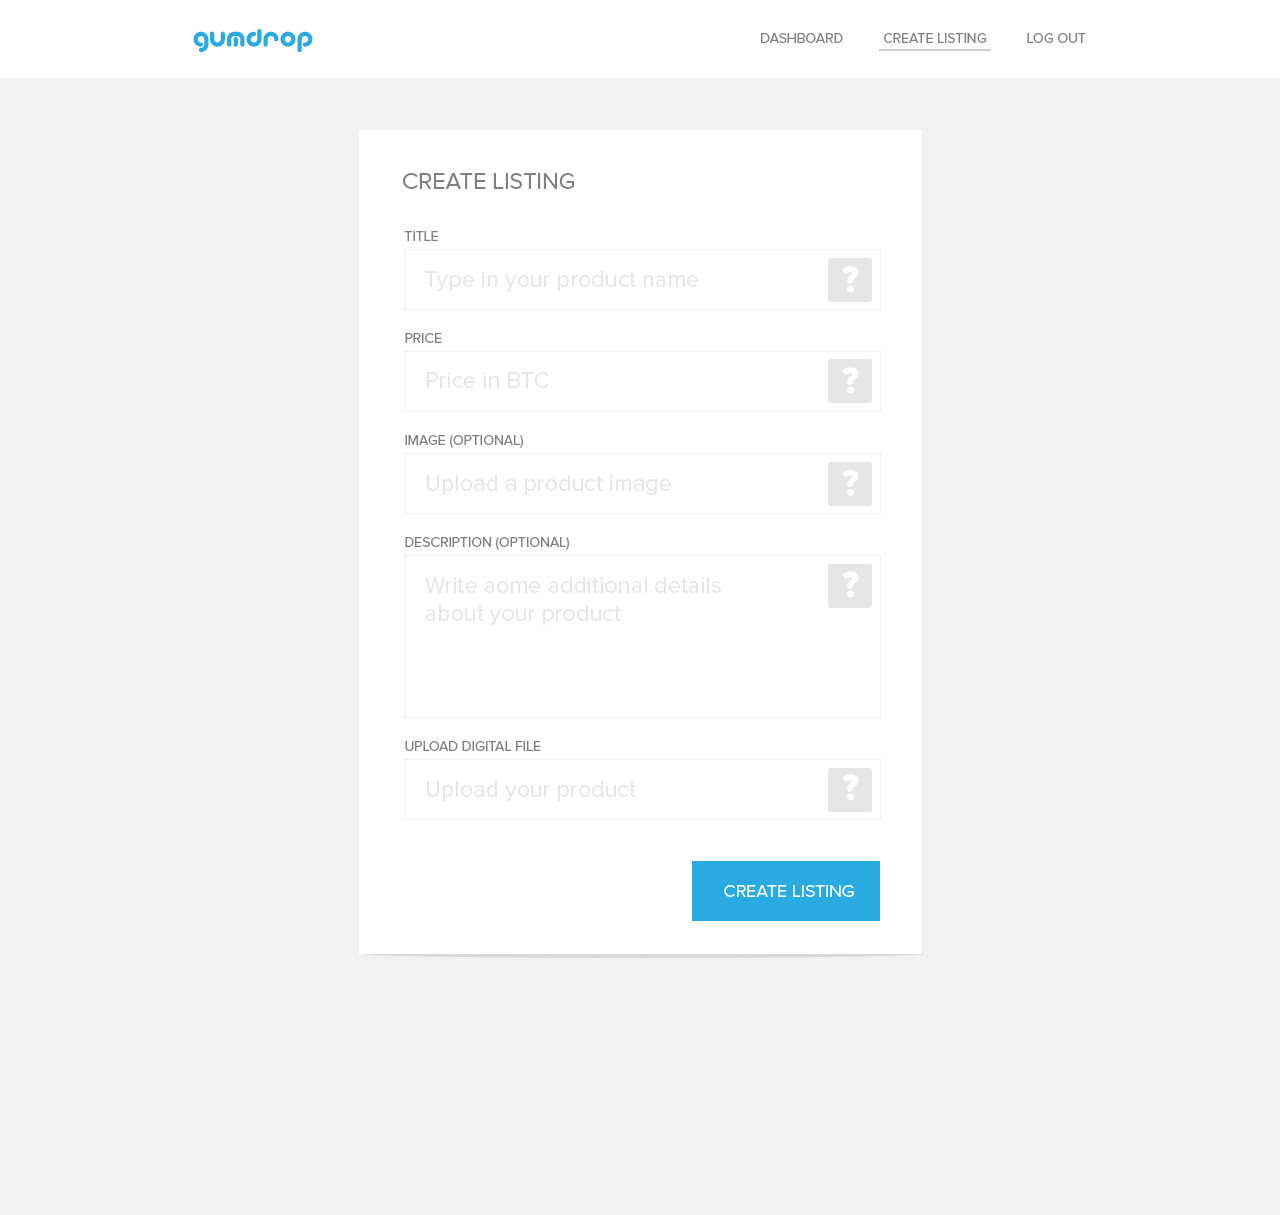 gumdrop
DASHBOARD CREATE LISTING LOG OUT
CREATE LISTING
TITLE
Type in your product name ?
PRICE
Price in BTC ?
IMAGE (OPTIONAL)
Upload a product image ?
DESCRIPTION (OPTIONAL)
Write aome additional details ?
about your product
UPLOAD DIGITAL FILE
Upload your product ?
CREATE LISTING